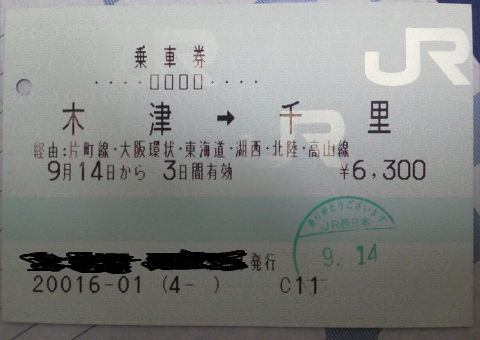 JR
乗車券
····□□□□····
木津→千里
経由:片町線・大阪環状・東海道・湖西・北陸・高山線
9月14日から 3日間有効 ¥6,300
ありがとうございます
JR西日本
9.14
発行
20016-01 (4- ) C11